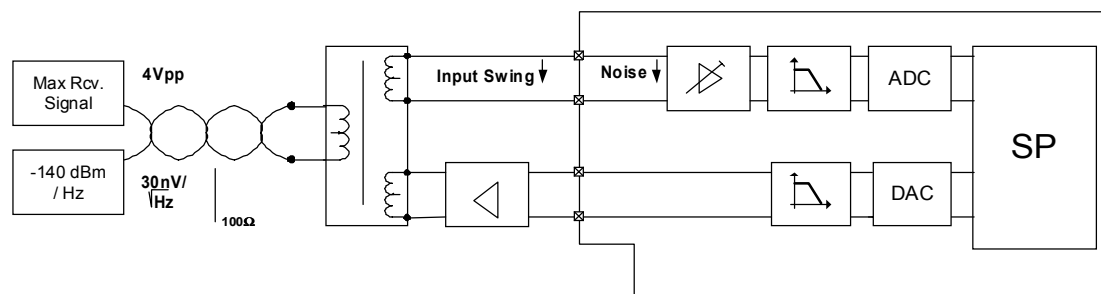 Max Rcv.
Signal
4Vpp
-140 dBm
/ Hz
30nV/
√Hz
100Ω
Input Swing
Noise
ADC
DAC
SP